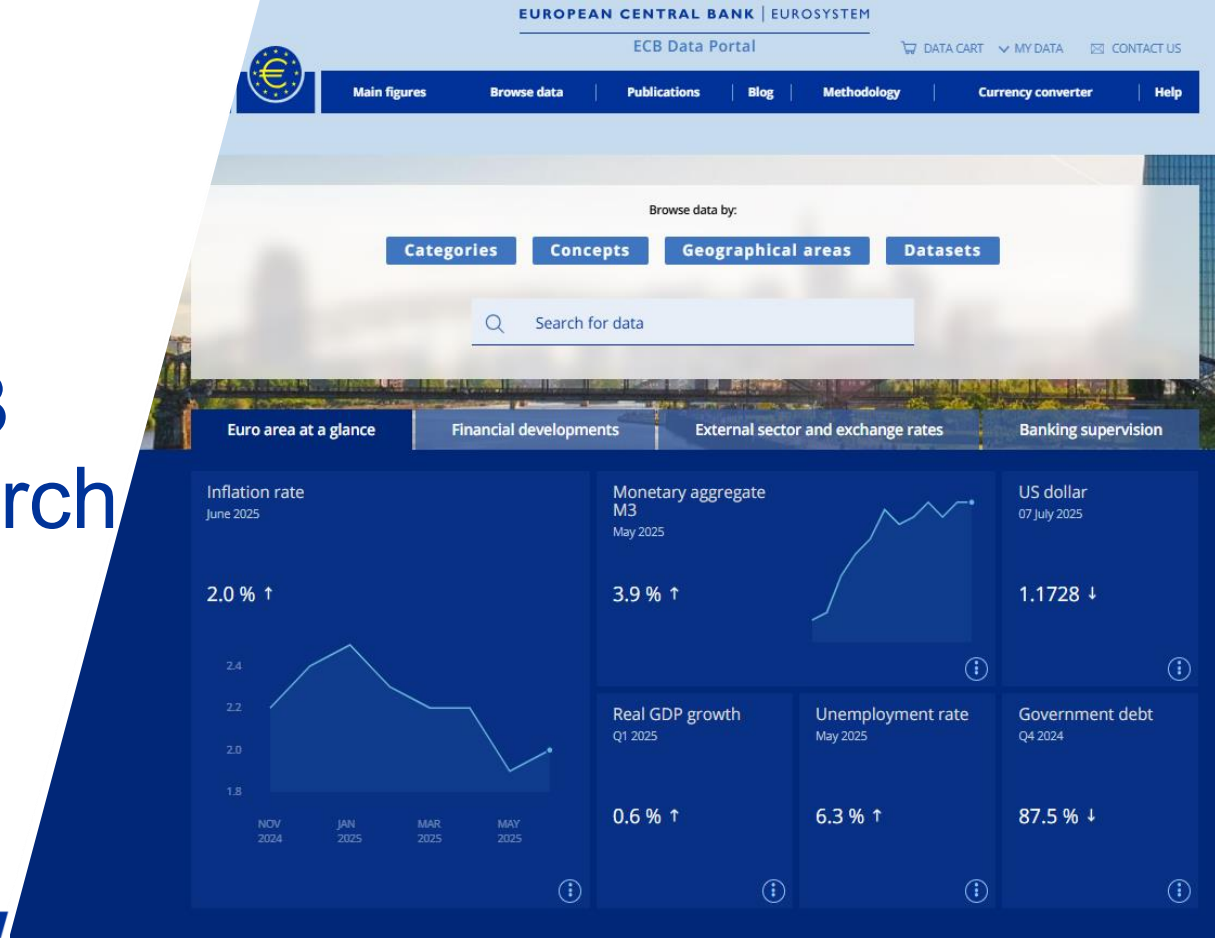 EUROPEAN CENTRAL BANK | EUROSYSTEM
ECB Data Portal
DATA CART MY DATA CONTACT US
Main figures Browse data Publications Blog Methodology Currency converter Help
Browse data by:
Categories Concepts Geographical areas Datasets
Search for data
rch
Euro area at a glance Financial developments External sector and exchange rates Banking supervision
Inflation rate
June 2025
2.0 % ↑
2.4
2.2
2.0
1.8
NOV JAN MAR MAY
2024 2025 2025 2025
Monetary aggregate
M3
May 2025
3.9 % ↑
US dollar
07 July 2025
1.1728 ↓
Real GDP growth
Q1 2025
0.6 % ↑
Unemployment rate
May 2025
6.3 % ↑
Government debt
Q4 2024
87.5 % ↓